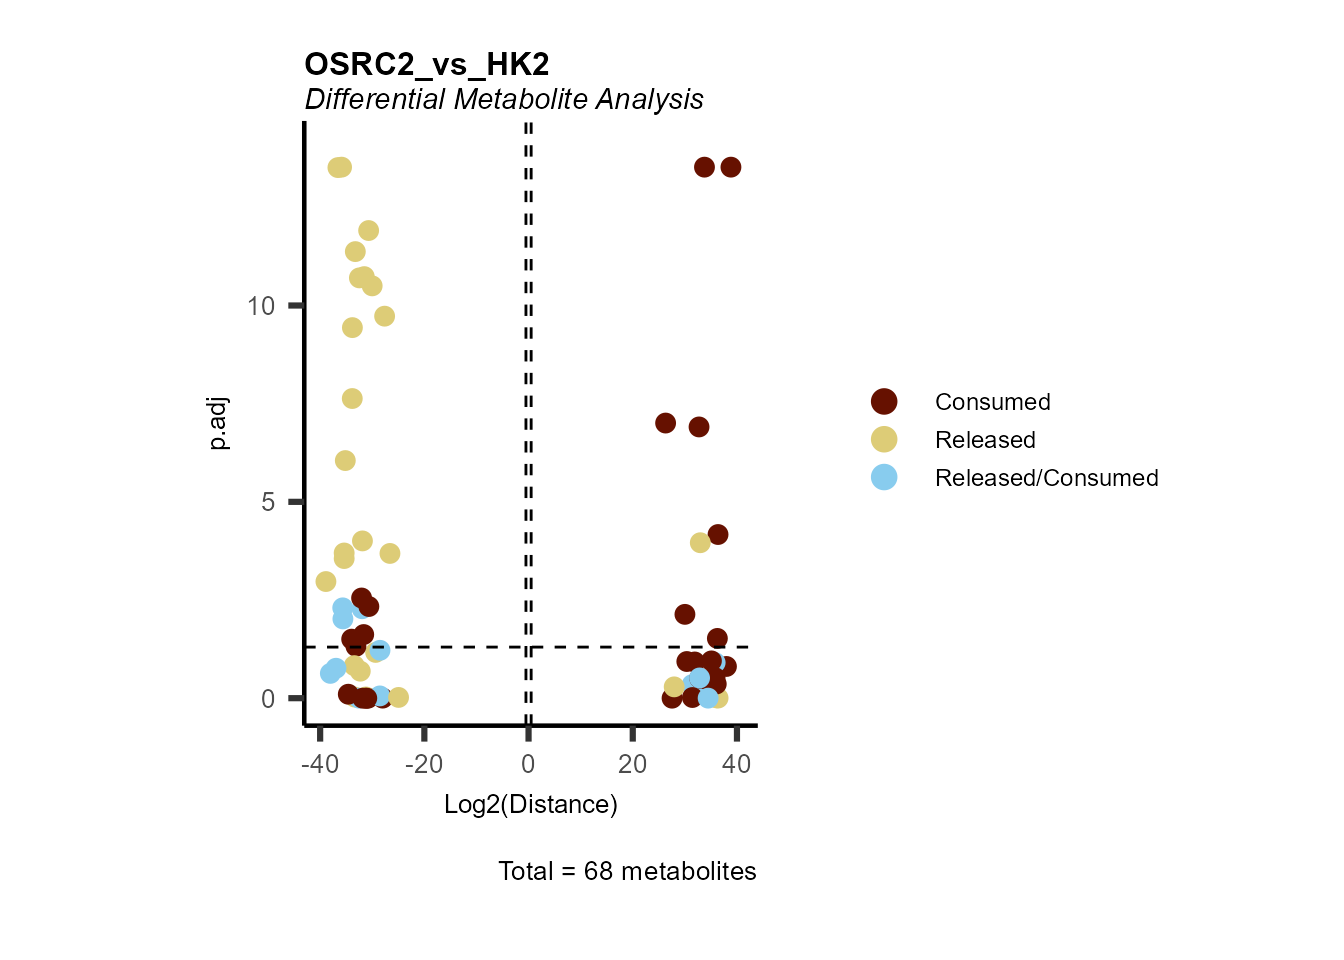 OSRC2_vs_HK2
Differential Metabolite Analysis
p.adj
10
5
0
-40
-20
0
20
40
Log2(Distance)
Consumed
Released
Released/Consumed
Total = 68 metabolites